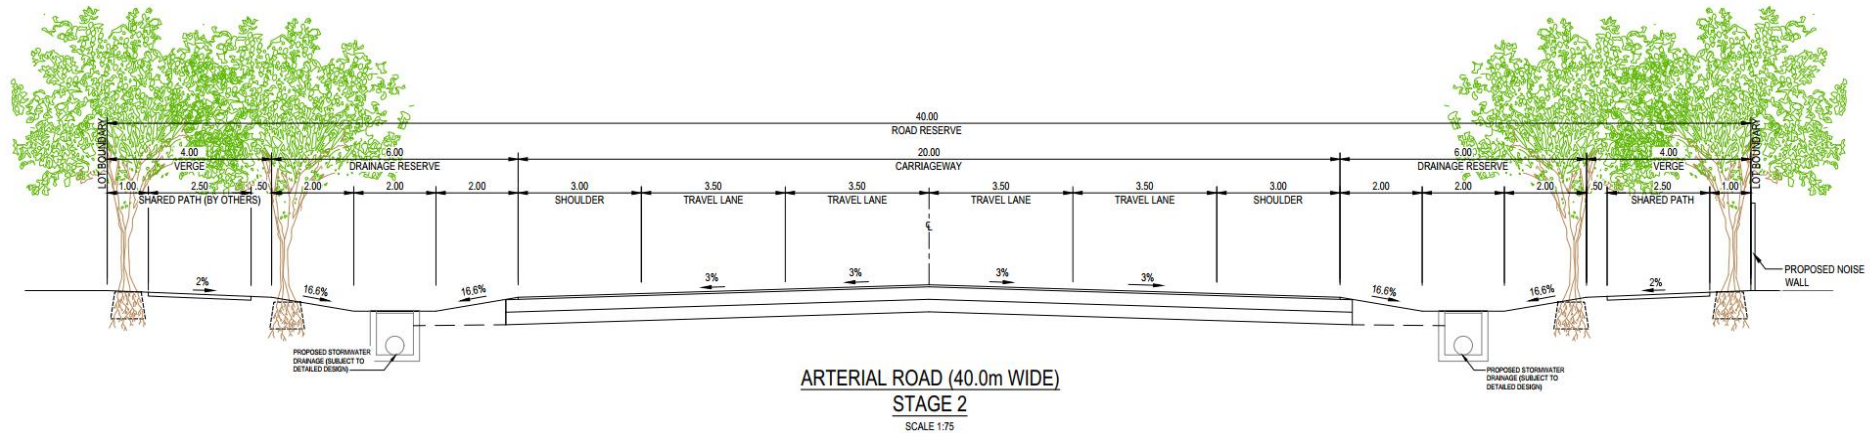 40.00
ROAD RESERVE
LOT BOUNDARY
LOT BOUNDARY
4.00
6.00
20.00
6.00
4.00
VERGE
DRAINAGE RESERVE
CARRIAGEWAY
DRAINAGE RESERVE
VERGE
1.00
2.50
.50
2.00
2.00
2.00
3.00
3.50
3.50
3.50
3.50
3.00
2.00
2.00
2.00
.50
2.50
1.00
SHARED PATH (BY OTHERS)
SHOULDER
TRAVEL LANE
TRAVEL LANE
TRAVEL LANE
TRAVEL LANE
SHOULDER
SHARED PATH
℄
2%
16.6%
16.6%
3%
3%
3%
3%
16.6%
16.6%
2%
PROPOSED NOISE
WALL
PROPOSED STORMWATER
DRAINAGE (SUBJECT TO
DETAILED DESIGN)
PROPOSED STORMWATER
DRAINAGE (SUBJECT TO
DETAILED DESIGN)
ARTERIAL ROAD (40.0m WIDE)
STAGE 2
SCALE 1:75